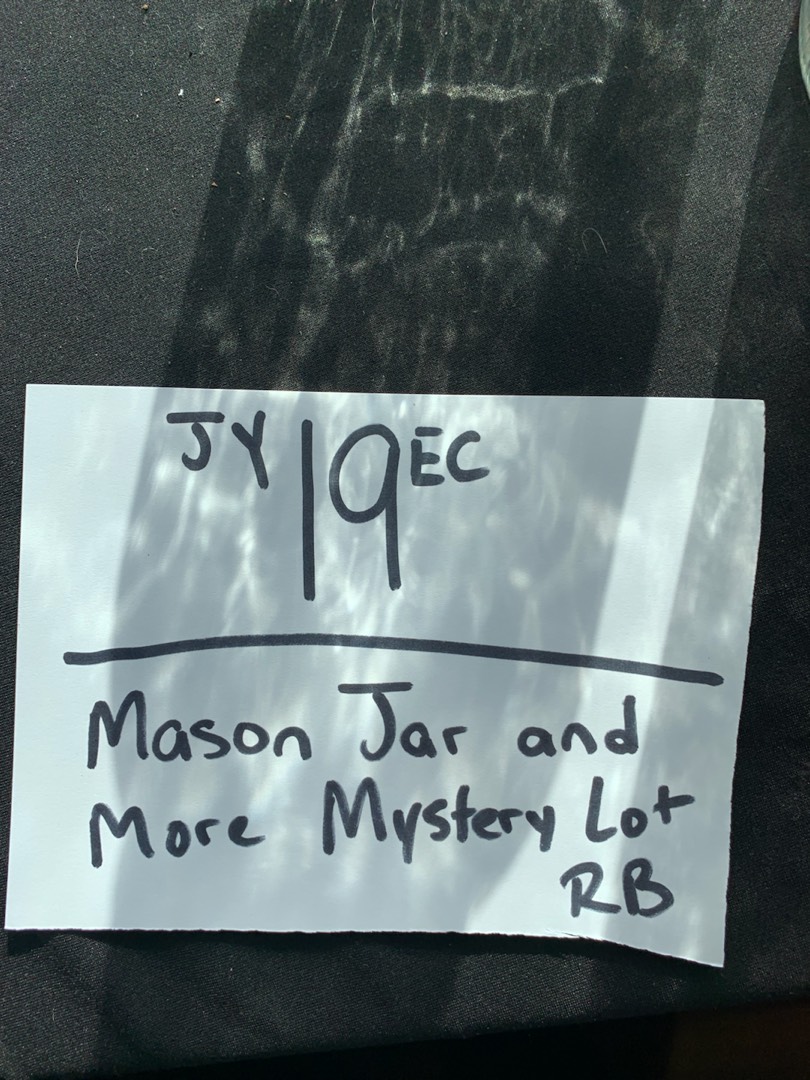 JY 19 EC
Mason Jar and
More Mystery Lot
RB